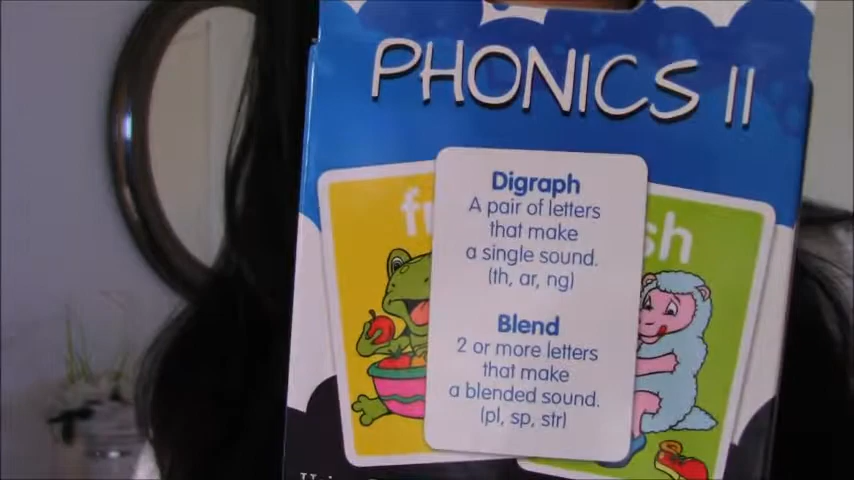 PHONICS II
Digraph
A pair of letters
that make
a single sound.
(th, ar, ng)
Blend
2 or more letters
that make
a blended sound.
(pl, sp, str)